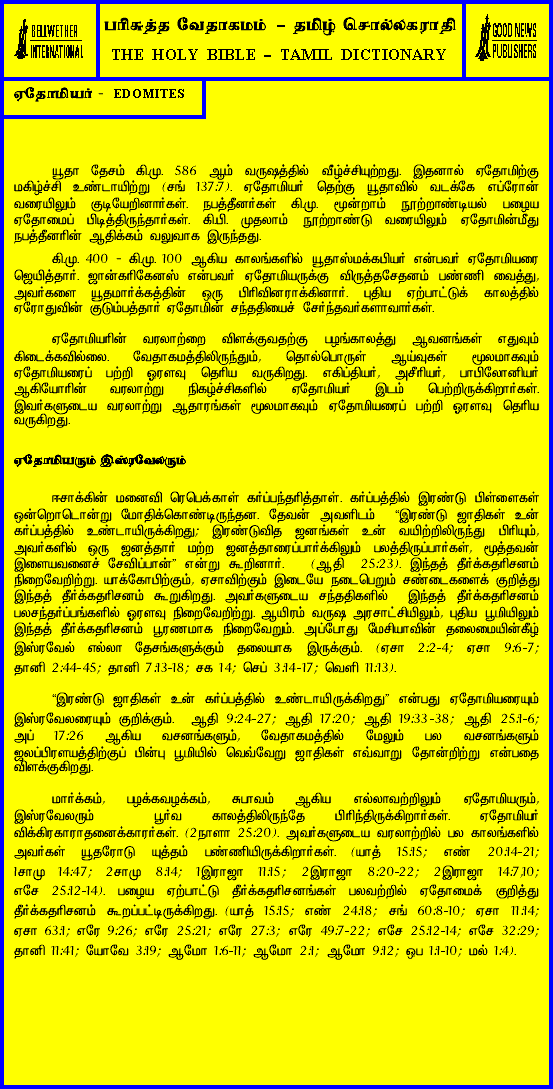 BELLWETHER
INTERNATIONAL
பரிசுத்த வேதாகமம் – தமிழ் சொல்லகராதி
THE HOLY BIBLE – TAMIL DICTIONARY
GOOD NEWS
PUBLISHERS
ஏதோமியர் - EDOMITES
யூதா தேசம் கி.மு. 586 ஆம் வருஷத்தில் வீழ்ச்சியுற்றது. இதனால் ஏதோமிற்கு
மகிழ்ச்சி உண்டாயிற்று (சங் 137:7). ஏதோமியர் தெற்கு யூதாவில் வடக்கே எப்ரோன்
வரையிலும் குடியேறினார்கள். நபத்தீனர்கள் கி.மு. மூன்றாம் நூற்றாண்டியல் பழைய
ஏதோமைப் பிடித்திருந்தார்கள். கி.பி. முதலாம் நூற்றாண்டு வரையிலும் ஏதோமின்மீது
நபத்தீனரின் ஆதிக்கம் வலுவாக இருந்தது.
கி.மு. 400 - கி.மு. 100 ஆகிய காலங்களில் யூதாஸ்மக்கபியர் என்பவர் ஏதோமியரை
ஜெயித்தார். ஜான்கரிகேனஸ் என்பவர் ஏதோமியருக்கு விருத்தசேதனம் பண்ணி வைத்து,
அவர்களை யூதமார்க்கத்தின் ஒரு பிரிவினராக்கினார். புதிய ஏற்பாட்டுக் காலத்தில்
ஏரோதுவின் குடும்பத்தார் ஏதோமின் சந்ததியைச் சேர்ந்தவர்களாவார்கள்.
ஏதோமியரின் வரலாற்றை விளக்குவதற்கு பழங்காலத்து ஆவனங்கள் எதுவும்
கிடைக்கவில்லை. வேதாகமத்திலிருந்தும், தொல்பொருள் ஆய்வுகள் மூலமாகவும்
ஏதோமியரைப் பற்றி ஓரளவு தெரிய வருகிறது. எகிப்தியர், அசீரியர், பாபிலோனியர்
ஆகியோரின் வரலாற்று நிகழ்ச்சிகளில் ஏதோமியர் இடம் பெற்றிருக்கிறார்கள்.
இவர்களுடைய வரலாற்று ஆதாரங்கள் மூலமாகவும் ஏதோமியரைப் பற்றி ஓரளவு தெரிய
வருகிறது.
ஏதோமியரும் இஸ்ரவேலரும்
ஈசாக்கின் மனைவி ரெபெக்காள் கர்ப்பந்தரித்தாள். கர்ப்பத்தில் இரண்டு பிள்ளைகள்
ஒன்றொடொன்று மோதிக்கொண்டிருந்தன. தேவன் அவளிடம் “இரண்டு ஜாதிகள் உன்
கர்ப்பத்தில் உண்டாயிருக்கிறது; இரண்டுவித ஜனங்கள் உன் வயிற்றிலிருந்து பிரியும்,
அவர்களில் ஒரு ஜனத்தார் மற்ற ஜனத்தாரைப்பார்க்கிலும் பலத்திருப்பார்கள், மூத்தவன்
இளையவனைச் சேவிப்பான்” என்று கூறினார். (ஆதி 25:23). இந்தத் தீர்க்கதரிசனம்
நிறைவேறிற்று. யாக்கோபிற்கும், ஏசாவிற்கும் இடையே நடைபெறும் சண்டைகளைக் குறித்து
இந்தத் தீர்க்கதரிசனம் கூறுகிறது. அவர்களுடைய சந்ததிகளில் இந்தத் தீர்க்கதரிசனம்
பலசந்தர்ப்பங்களில் ஓரளவு நிறைவேறிற்று. ஆயிரம் வருஷ அரசாட்சியிலும், புதிய பூமியிலும்
இந்தத் தீர்க்கதரிசனம் பூரணமாக நிறைவேறும். அப்போது மேசியாவின் தலைமையின்கீழ்
இஸ்ரவேல் எல்லா தேசங்களுக்கும் தலையாக இருக்கும். (ஏசா 2:2-4; ஏசா 9:6-7;
தானி 2:44-45; தானி 7:13-18; சக 14; செப் 3:14-17; வெளி 11:13).
“இரண்டு ஜாதிகள் உன் கர்ப்பத்தில் உண்டாயிருக்கிறது” என்பது ஏதோமியரையும்
இஸ்ரவேலரையும் குறிக்கும். ஆதி 9:24-27; ஆதி 17:20; ஆதி 19:33-38; ஆதி 25:1-6;
அப் 17:26 ஆகிய வசனங்களும், வேதாகமத்தில் மேலும் பல வசனங்களும்
ஜலப்பிரளயத்திற்குப் பின்பு பூமியில் வெவ்வேறு ஜாதிகள் எவ்வாறு தோன்றிற்று என்பதை
விளக்குகிறது.
மார்க்கம், பழக்கவழக்கம், சுபாவம் ஆகிய எல்லாவற்றிலும் ஏதோமியரும்,
இஸ்ரவேலரும் பூர்வ காலத்திலிருந்தே பிரிந்திருக்கிறார்கள். ஏதோமியர்
விக்கிரகாராதனைக்காரர்கள். (2நாளா 25:20). அவர்களுடைய வரலாற்றில் பல காலங்களில்
அவர்கள் யூதரோடு யுத்தம் பண்ணியிருக்கிறார்கள். (யாத் 15:15; எண் 20:14-21;
1சாமு 14:47; 2சாமு 8:14; 1இராஜா 11:15; 2இராஜா 8:20-22; 2இராஜா 14:7,10;
எசே 25:12-14). பழைய ஏற்பாட்டு தீர்க்கதரிசனங்கள் பலவற்றில் ஏதோமைக் குறித்து
தீர்க்கதரிசனம் கூறப்பட்டிருக்கிறது. (யாத் 15:15; எண் 24:18; சங் 60:8-10; ஏசா 11:14;
ஏசா 63:1; எரே 9:26; எரே 25:21; எரே 27:3; எரே 49:7-22; எசே 25:12-14; எசே 32:29;
தானி 11:41; யோவே 3:19; ஆமோ 1:6-11; ஆமோ 2:1; ஆமோ 9:12; ஒப 1:1-10; மல் 1:4).